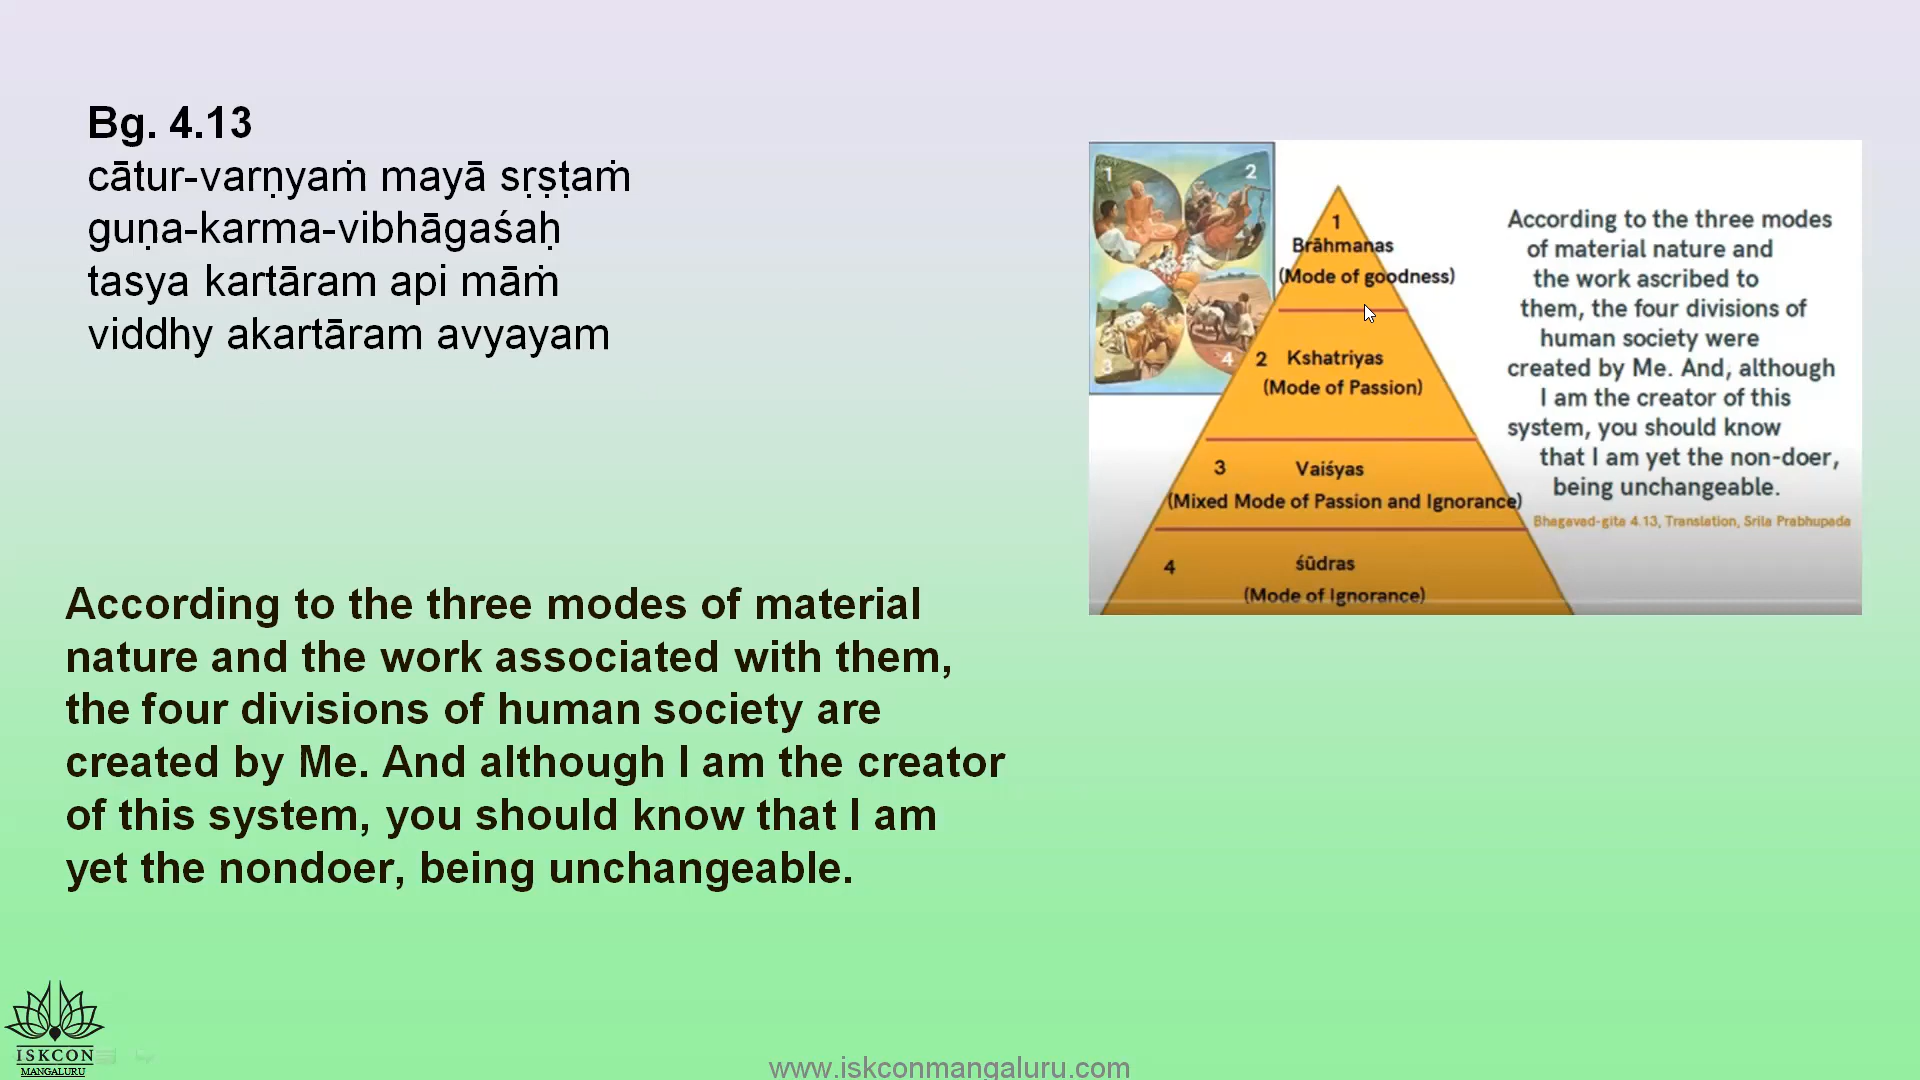 Bg. 4.13
cātur-varṇyaṁ mayā sṛṣṭaṁ
guṇa-karma-vibhāgaśaḥ
tasya kartāram api māṁ
viddhy akartāram avyayam
According to the three modes of material
nature and the work associated with them,
the four divisions of human society are
created by Me. And although I am the creator
of this system, you should know that I am
yet the nondoer, being unchangeable.
1
2
3
4
1
Brāhmaṇas
(Mode of goodness)
2 Kshatriyas
(Mode of Passion)
3 Vaiśyas
(Mixed Mode of Passion and Ignorance)
4 śūdras
(Mode of Ignorance)
According to the three modes
of material nature and
the work ascribed to
them, the four divisions of
human society were
created by Me. And, although
I am the creator of this
system, you should know
that I am yet the non-doer,
being unchangeable.
Bhagavad-gita 4.13, Translation, Srila Prabhupada
ISKCON
MANGALURU
www.iskconmangaluru.com